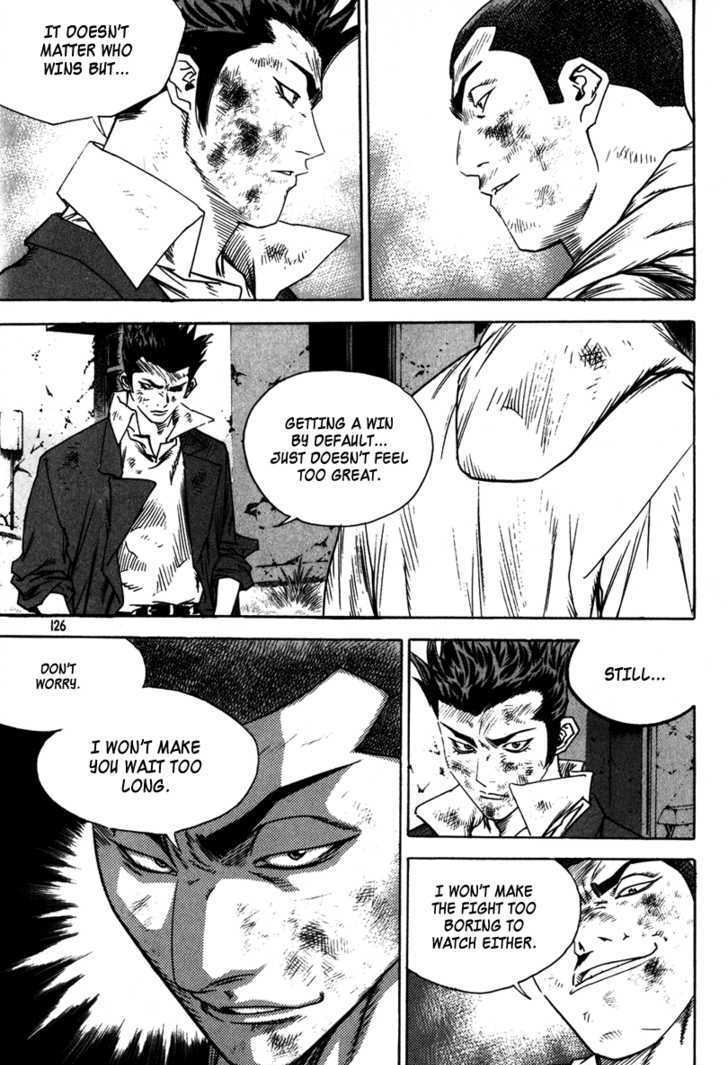 IT DOESN'T
MATTER WHO
WINS BUT...
GETTING A WIN
BY DEFAULT...
JUST DOESN'T FEEL
TOO GREAT.
126
DON'T
WORRY.
I WON'T MAKE
YOU WAIT TOO
LONG.
STILL...
I WON'T MAKE
THE FIGHT TOO
BORING TO
WATCH EITHER.